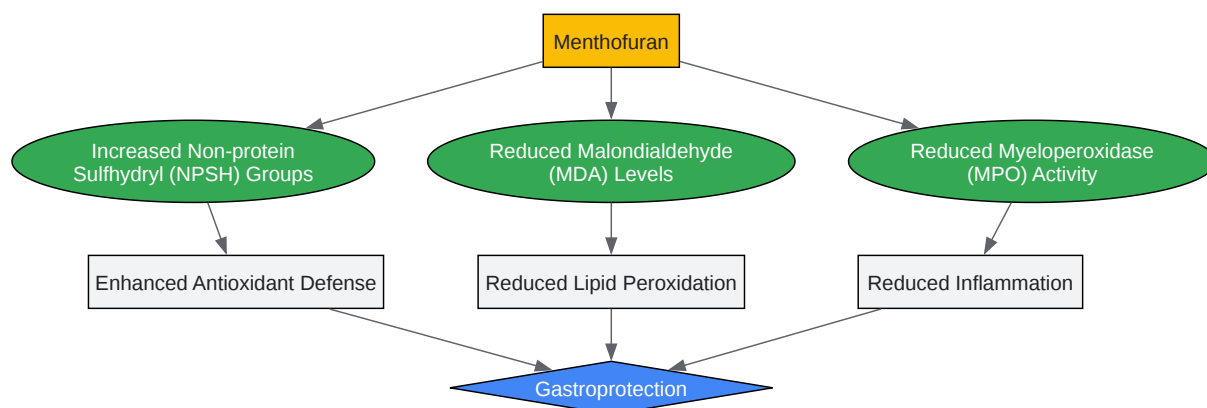 Menthofuran
Increased Non-protein
Sulfhydryl (NPSH) Groups
Reduced Malondialdehyde
(MDA) Levels
Reduced Myeloperoxidase
(MPO) Activity
Enhanced Antioxidant Defense
Reduced Lipid Peroxidation
Reduced Inflammation
Gastroprotection